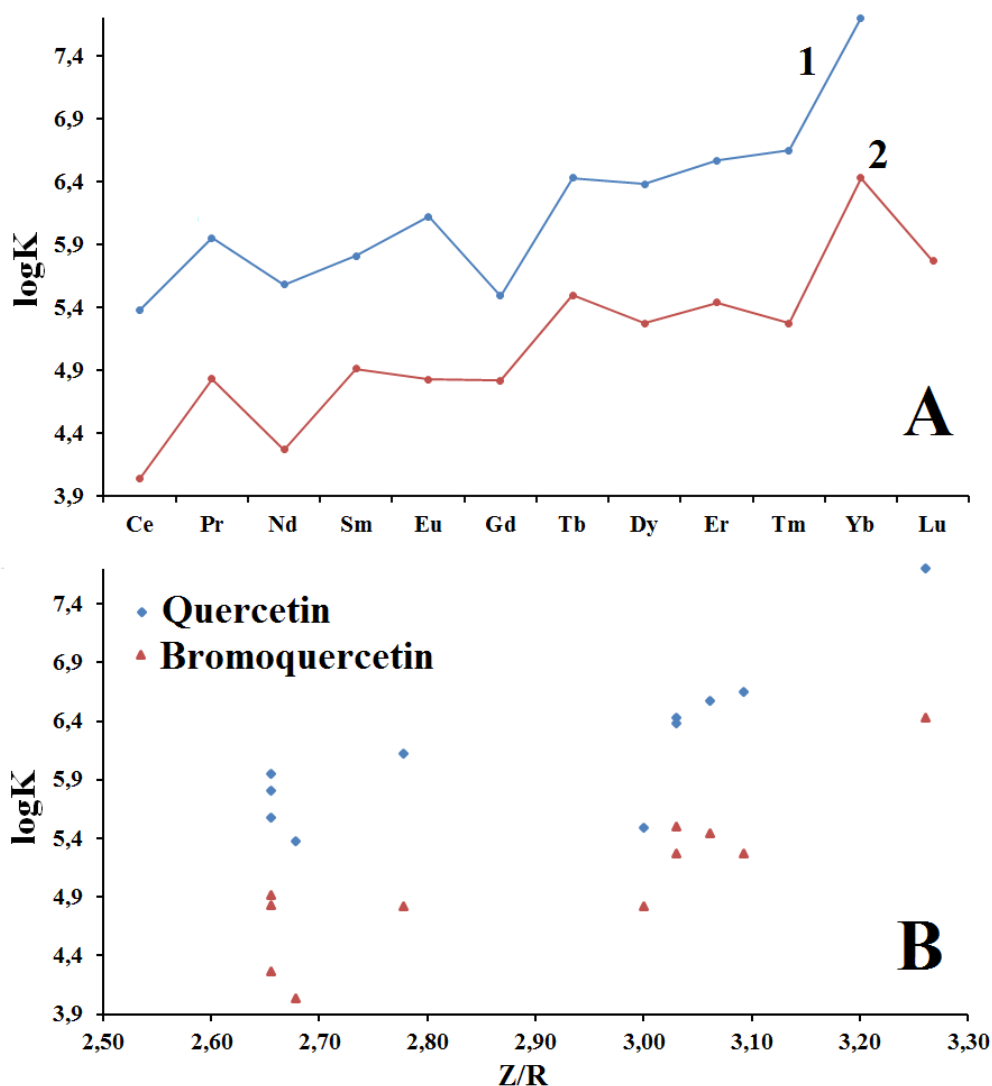 7,4
6,9
6,4
5,9
5,4
4,9
4,4
3,9
logK
1
2
A
Ce Pr Nd Sm Eu Gd Tb Dy Er Tm Yb Lu
7,4
6,9
6,4
5,9
5,4
4,9
4,4
3,9
logK
Quercetin
Bromoquercetin
B
2,50 2,60 2,70 2,80 2,90 3,00 3,10 3,20 3,30
Z/R